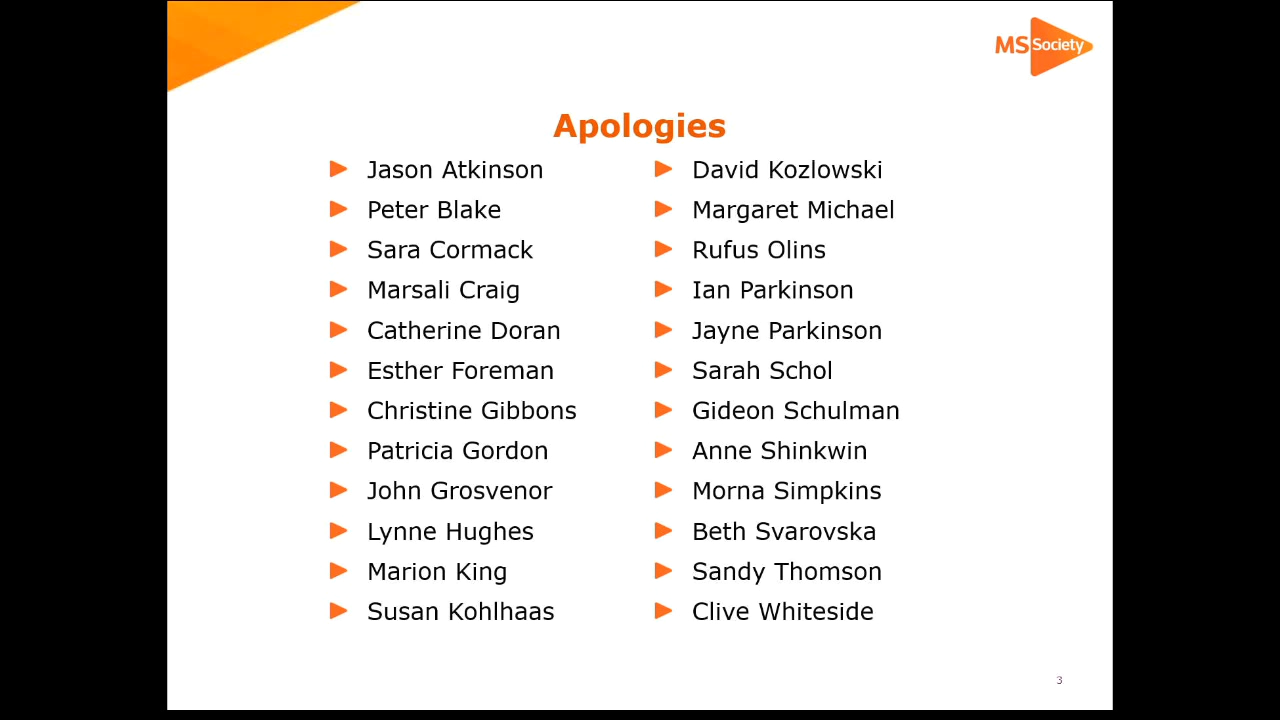 MS Society
Apologies
Jason Atkinson
Peter Blake
Sara Cormack
Marsali Craig
Catherine Doran
Esther Foreman
Christine Gibbons
Patricia Gordon
John Grosvenor
Lynne Hughes
Marion King
Susan Kohlhaas
David Kozlowski
Margaret Michael
Rufus Olins
Ian Parkinson
Jayne Parkinson
Sarah Schol
Gideon Schulman
Anne Shinkwin
Morna Simpkins
Beth Svarovska
Sandy Thomson
Clive Whiteside
3